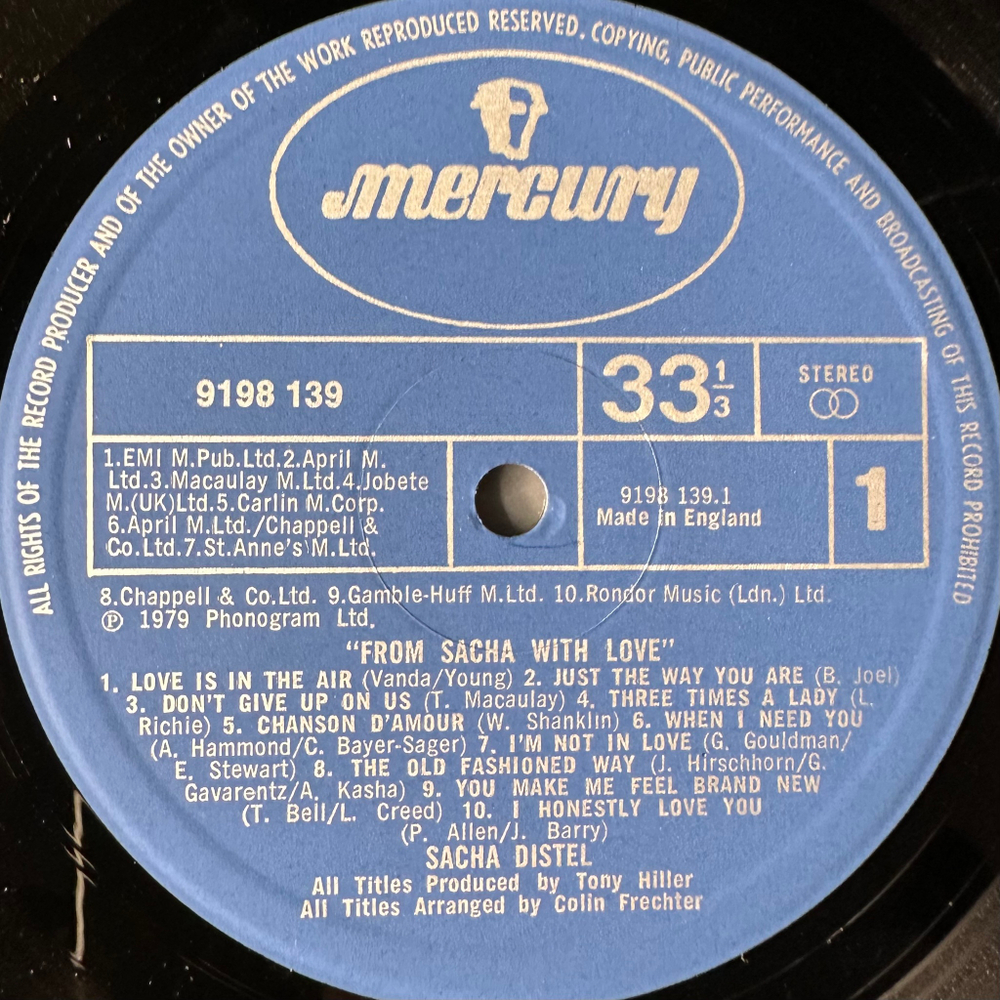 ALL RIGHTS OF THE RECORD PRODUCER AND OF THE OWNER OF THE WORK REPRODUCED RESERVED. COPYING, PUBLIC PERFORMANCE AND BROADCASTING OF THIS RECORD PROHIBITED
mercury
9198 139
33 1/3
STEREO
1.EMI M.Pub.Ltd.2.April M.
Ltd.3.Macaulay M.Ltd.4.Jobete
M.(UK)Ltd.5.Carlin M.Corp.
6.April M.Ltd./Chappell &
Co.Ltd.7.St.Anne's M.Ltd.
9198 139.1
Made in England
1
8.Chappell & Co.Ltd. 9.Gamble-Huff M.Ltd. 10.Rondor Music (Ldn.) Ltd.
Ⓟ 1979 Phonogram Ltd.
"FROM SACHA WITH LOVE"
1. LOVE IS IN THE AIR (Vanda/Young) 2. JUST THE WAY YOU ARE (B. Joel)
3. DON'T GIVE UP ON US (T. Macaulay) 4. THREE TIMES A LADY (L.
Richie) 5. CHANSON D'AMOUR (W. Shanklin) 6. WHEN I NEED YOU
(A. Hammond/C. Bayer-Sager) 7. I'M NOT IN LOVE (G. Gouldman/
E. Stewart) 8. THE OLD FASHIONED WAY (J. Hirschhorn/G.
Gavarentz/A. Kasha) 9. YOU MAKE ME FEEL BRAND NEW
(T. Bell/L. Creed) 10. I HONESTLY LOVE YOU
(P. Allen/J. Barry)
SACHA DISTEL
All Titles Produced by Tony Hiller
All Titles Arranged by Colin Frechter